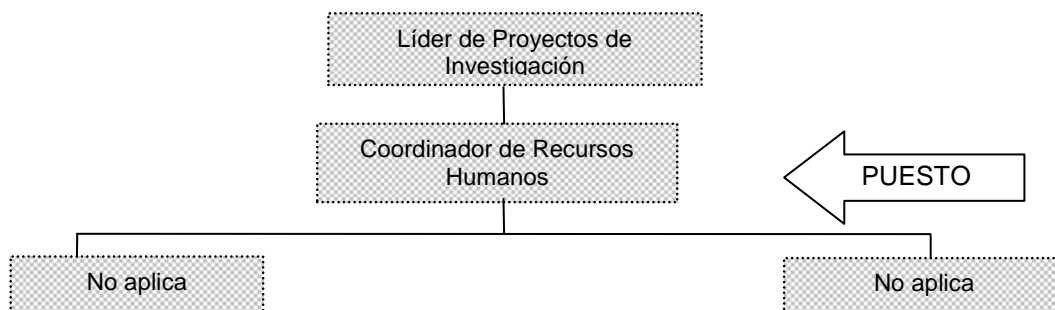 Líder de Proyectos de
Investigación
Coordinador de Recursos
Humanos
PUESTO
No aplica
No aplica